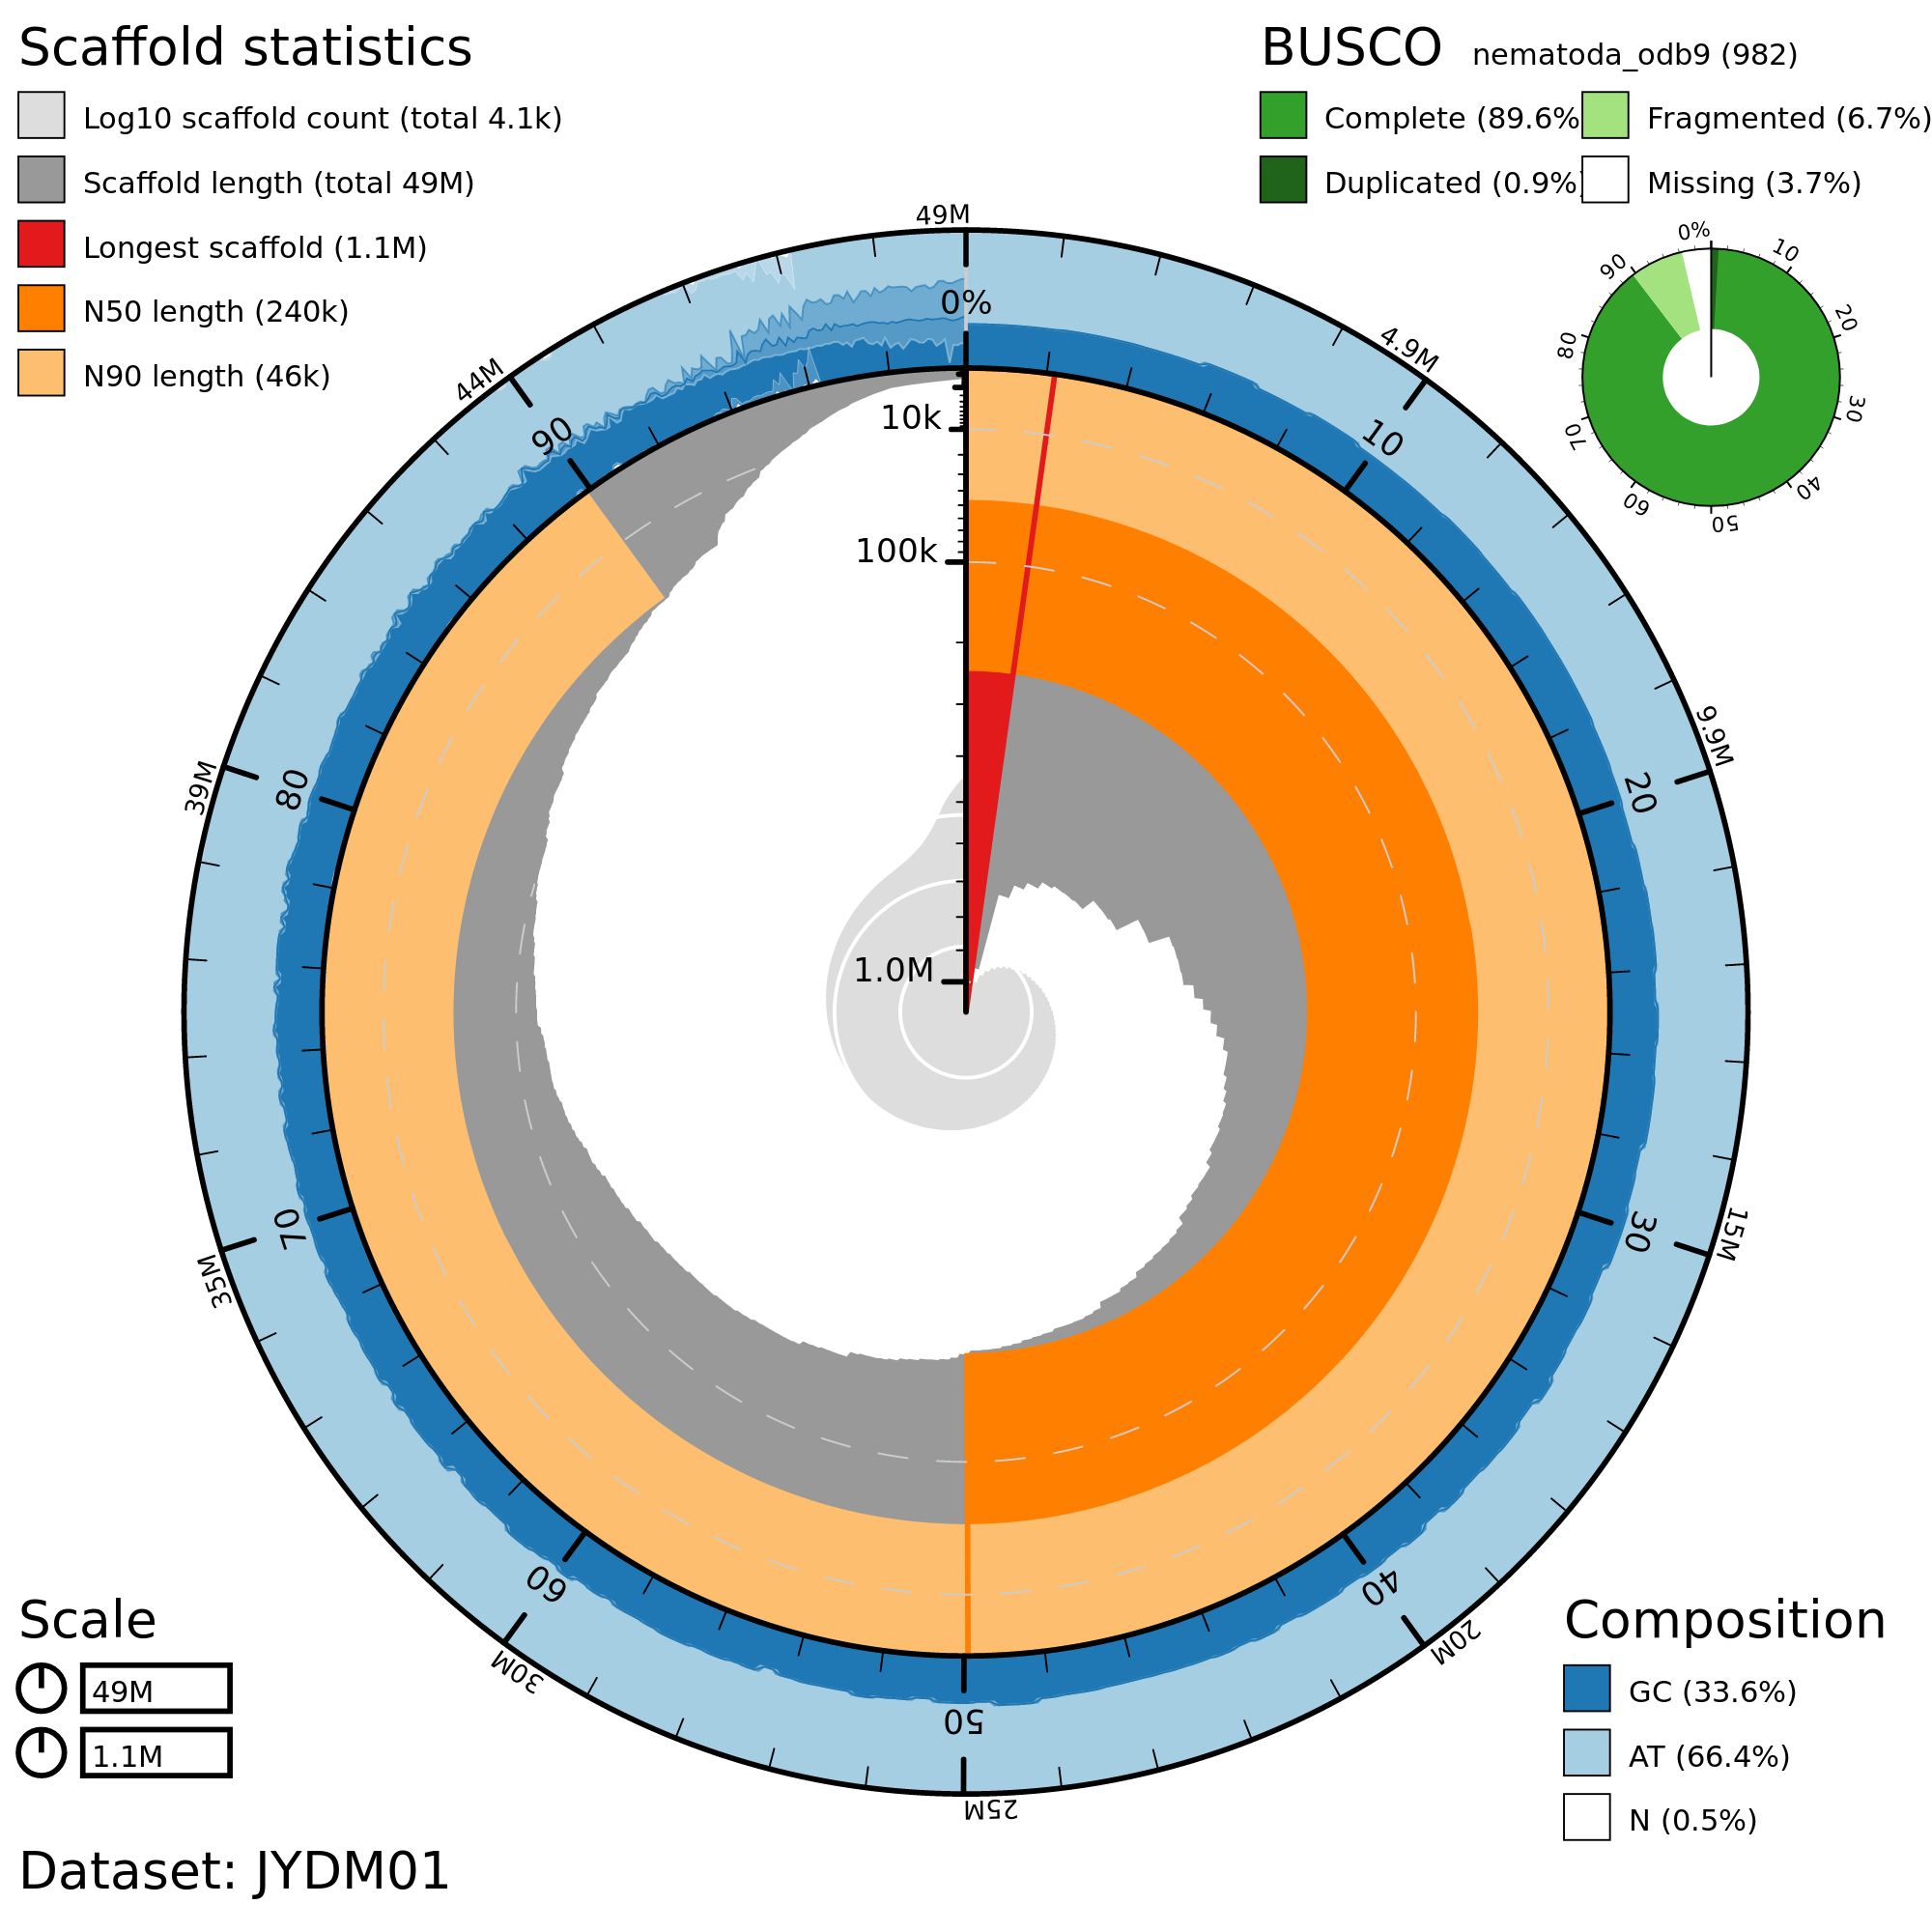 Scaffold statistics
Log10 scaffold count (total 4.1k)
Scaffold length (total 49M)
Longest scaffold (1.1M)
N50 length (240k)
N90 length (46k)
BUSCO nematoda_odb9 (982)
Complete (89.6%
Fragmented (6.7%)
Duplicated (0.9%)
Missing (3.7%)
0%
10
20
30
40
50
60
70
80
90
49M
4.9M
9.9M
15M
20M
25M
30M
35M
39M
44M
0%
10
20
30
40
50
60
70
80
90
10k
100k
1.0M
Scale
49M
1.1M
Composition
GC (33.6%)
AT (66.4%)
N (0.5%)
Dataset: JYDM01